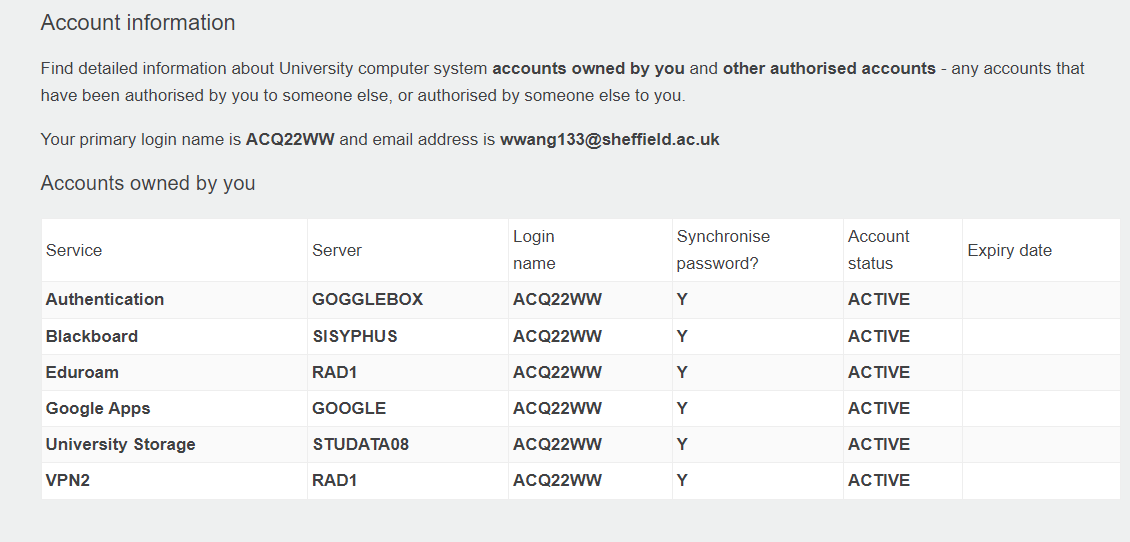 Account information
Find detailed information about University computer system accounts owned by you and other authorised accounts - any accounts that
have been authorised by you to someone else, or authorised by someone else to you.
Your primary login name is ACQ22WW and email address is wwang133@sheffield.ac.uk
Accounts owned by you
Service Server Login name Synchronise password? Account status Expiry date
Authentication GOGGLEBOX ACQ22WW Y ACTIVE
Blackboard SISYPHUS ACQ22WW Y ACTIVE
Eduroam RAD1 ACQ22WW Y ACTIVE
Google Apps GOOGLE ACQ22WW Y ACTIVE
University Storage STUDATA08 ACQ22WW Y ACTIVE
VPN2 RAD1 ACQ22WW Y ACTIVE